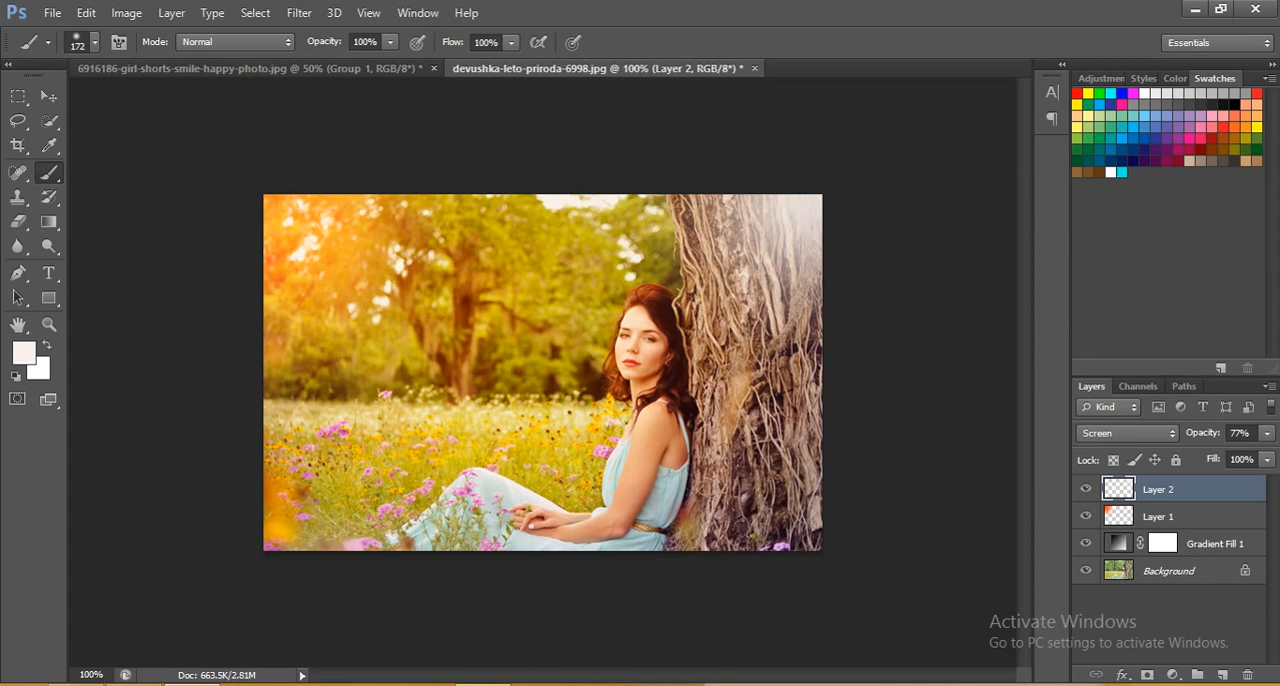 Ps File Edit Image Layer Type Select Filter 3D View Window Help
172 Mode: Normal Opacity: 100% Flow: 100% Essentials
6916186-girl-shorts-smile-happy-photo.jpg @ 50% (Group 1, RGB/8*) * × devushka-leto-priroda-6998.jpg @ 100% (Layer 2, RGB/8*) * ×
Adjustmen Styles Color Swatches
Layers Channels Paths
Kind
Screen Opacity: 77%
Lock: Fill: 100%
Layer 2
Layer 1
Gradient Fill 1
Background
Activate Windows
Go to PC settings to activate Windows.
100% Doc: 663.5K/2.81M